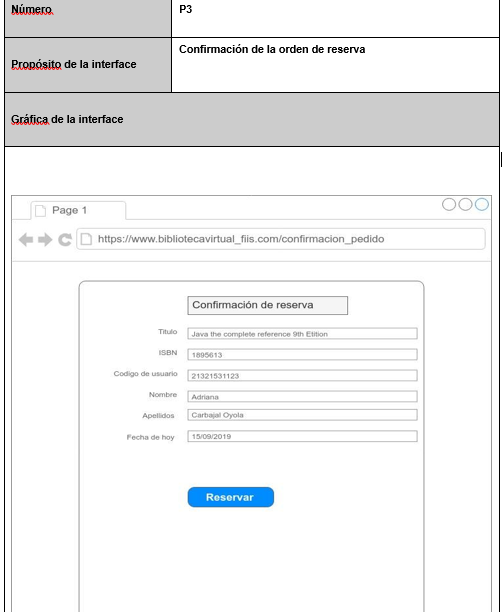 Número
P3
Propósito de la interface
Confirmación de la orden de reserva
Gráfica de la interface
Page 1
https://www.bibliotecavirtual_fiis.com/confirmacion_pedido
Confirmación de reserva
Titulo
Java the complete reference 9th Etition
ISBN
1895613
Codigo de usuario
21321531123
Nombre
Adriana
Apellidos
Carbajal Oyola
Fecha de hoy
15/09/2019
Reservar